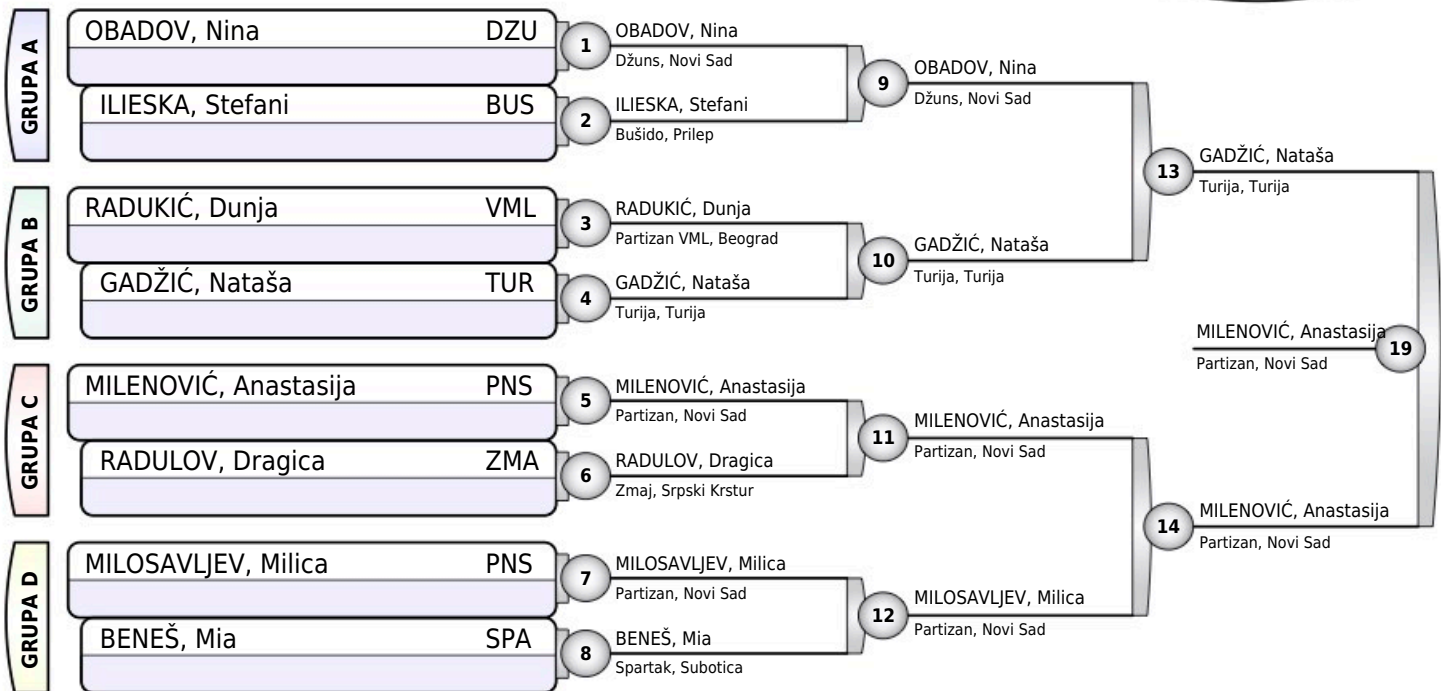 GRUPA A
OBADOV, Nina DZU
ILIESKA, Stefani BUS
1
OBADOV, Nina
Džuns, Novi Sad
2
ILIESKA, Stefani
Bušido, Prilep
9
OBADOV, Nina
Džuns, Novi Sad
GRUPA B
RADUKIĆ, Dunja VML
GADŽIĆ, Nataša TUR
3
RADUKIĆ, Dunja
Partizan VML, Beograd
4
GADŽIĆ, Nataša
Turija, Turija
10
GADŽIĆ, Nataša
Turija, Turija
13
GADŽIĆ, Nataša
Turija, Turija
GRUPA C
MILENOVIĆ, Anastasija PNS
RADULOV, Dragica ZMA
5
MILENOVIĆ, Anastasija
Partizan, Novi Sad
6
RADULOV, Dragica
Zmaj, Srpski Krstur
11
MILENOVIĆ, Anastasija
Partizan, Novi Sad
GRUPA D
MILOSAVLJEV, Milica PNS
BENEŠ, Mia SPA
7
MILOSAVLJEV, Milica
Partizan, Novi Sad
8
BENEŠ, Mia
Spartak, Subotica
12
MILOSAVLJEV, Milica
Partizan, Novi Sad
14
MILENOVIĆ, Anastasija
Partizan, Novi Sad
MILENOVIĆ, Anastasija
Partizan, Novi Sad
19